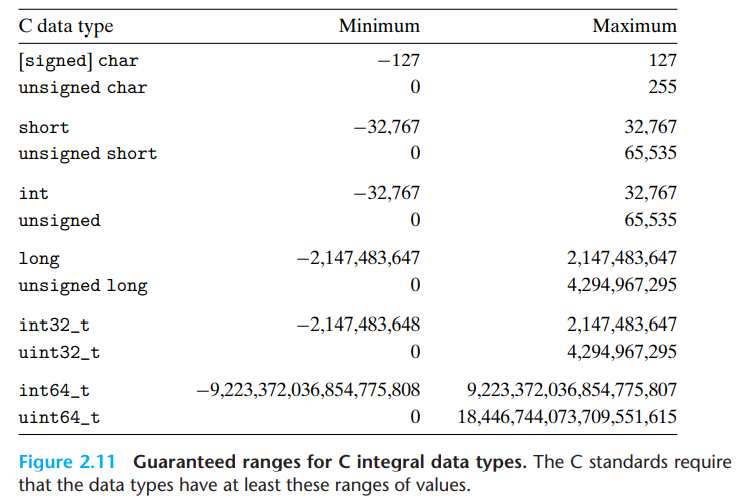 C data type Minimum Maximum
[signed] char −127 127
unsigned char 0 255
short −32,767 32,767
unsigned short 0 65,535
int −32,767 32,767
unsigned 0 65,535
long −2,147,483,647 2,147,483,647
unsigned long 0 4,294,967,295
int32_t −2,147,483,648 2,147,483,647
uint32_t 0 4,294,967,295
int64_t −9,223,372,036,854,775,808 9,223,372,036,854,775,807
uint64_t 0 18,446,744,073,709,551,615
Figure 2.11 Guaranteed ranges for C integral data types. The C standards require
that the data types have at least these ranges of values.